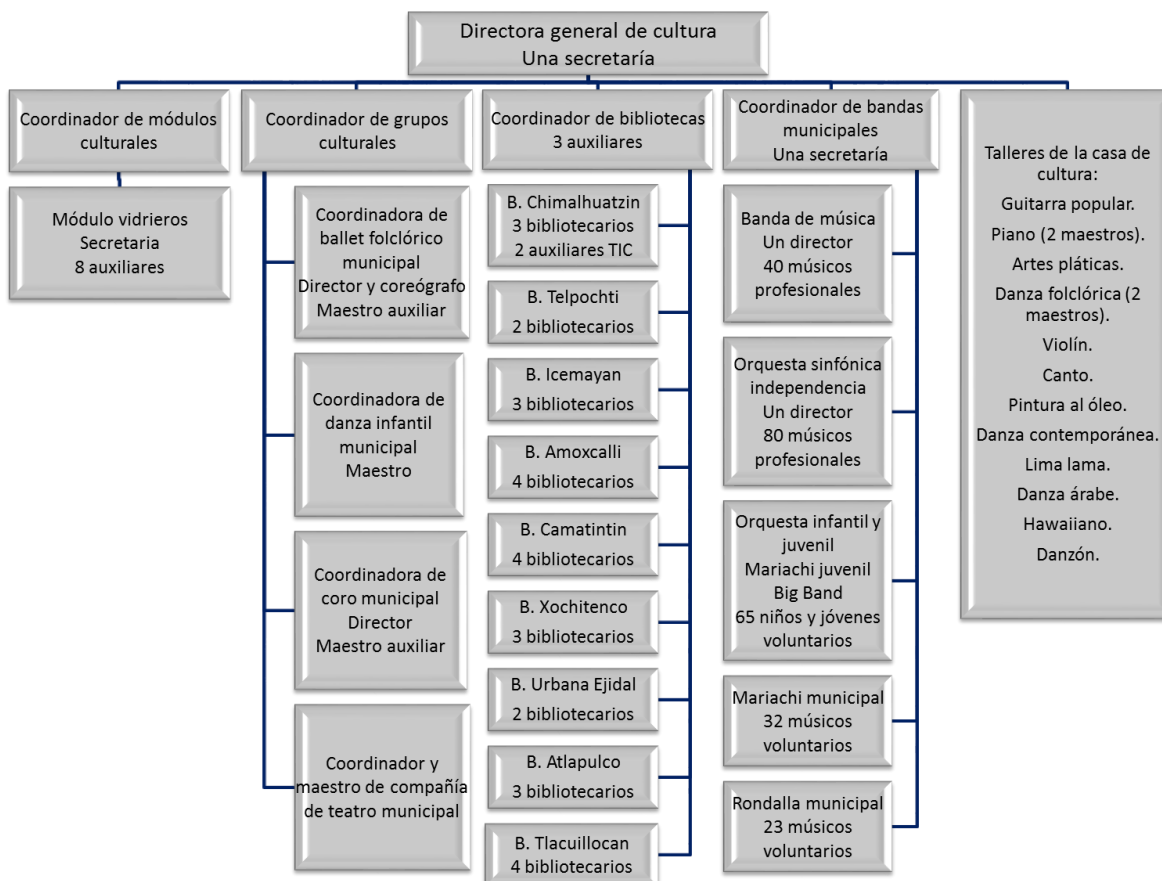 Directora general de cultura
Una secretaría
Coordinador de módulos
culturales
Módulo vidrieros
Secretaria
8 auxiliares
Coordinador de grupos
culturales
Coordinadora de
ballet folclórico
municipal
Director y coreógrafo
Maestro auxiliar
Coordinadora de
danza infantil
municipal
Maestro
Coordinadora de
coro municipal
Director
Maestro auxiliar
Coordinador y
maestro de compañía
de teatro municipal
Coordinador de bibliotecas
3 auxiliares
B. Chimalhuatzin
3 bibliotecarios
2 auxiliares TIC
B. Telpochti
2 bibliotecarios
B. Icemayan
3 bibliotecarios
B. Amoxcalli
4 bibliotecarios
B. Camatintin
4 bibliotecarios
B. Xochitenco
3 bibliotecarios
B. Urbana Ejidal
2 bibliotecarios
B. Atlapulco
3 bibliotecarios
B. Tlacuillocan
4 bibliotecarios
Coordinador de bandas
municipales
Una secretaría
Banda de música
Un director
40 músicos
profesionales
Orquesta sinfónica
independencia
Un director
80 músicos
profesionales
Orquesta infantil y
juvenil
Mariachi juvenil
Big Band
65 niños y jóvenes
voluntarios
Mariachi municipal
32 músicos
voluntarios
Rondalla municipal
23 músicos
voluntarios
Talleres de la casa de
cultura:
Guitarra popular.
Piano (2 maestros).
Artes pláticas.
Danza folclórica (2
maestros).
Violín.
Canto.
Pintura al óleo.
Danza contemporánea.
Lima lama.
Danza árabe.
Hawaiiano.
Danzón.